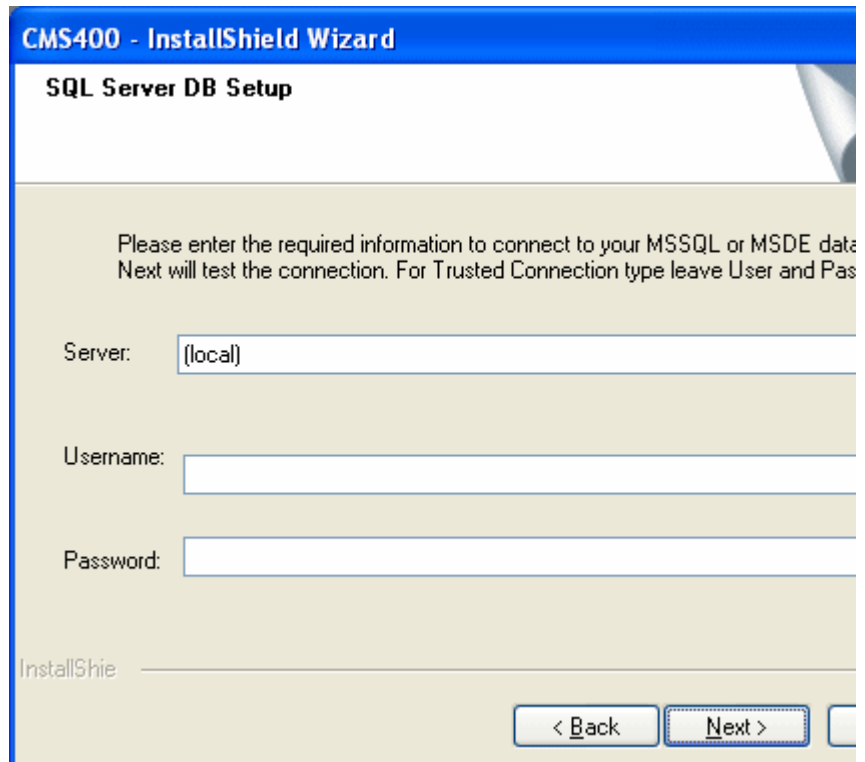 CMS400 - InstallShield Wizard
SQL Server DB Setup
Please enter the required information to connect to your MSSQL or MSDE data
Next will test the connection. For Trusted Connection type leave User and Pas
Server:
(local)
Username:
Password:
InstallShie
< Back
Next >